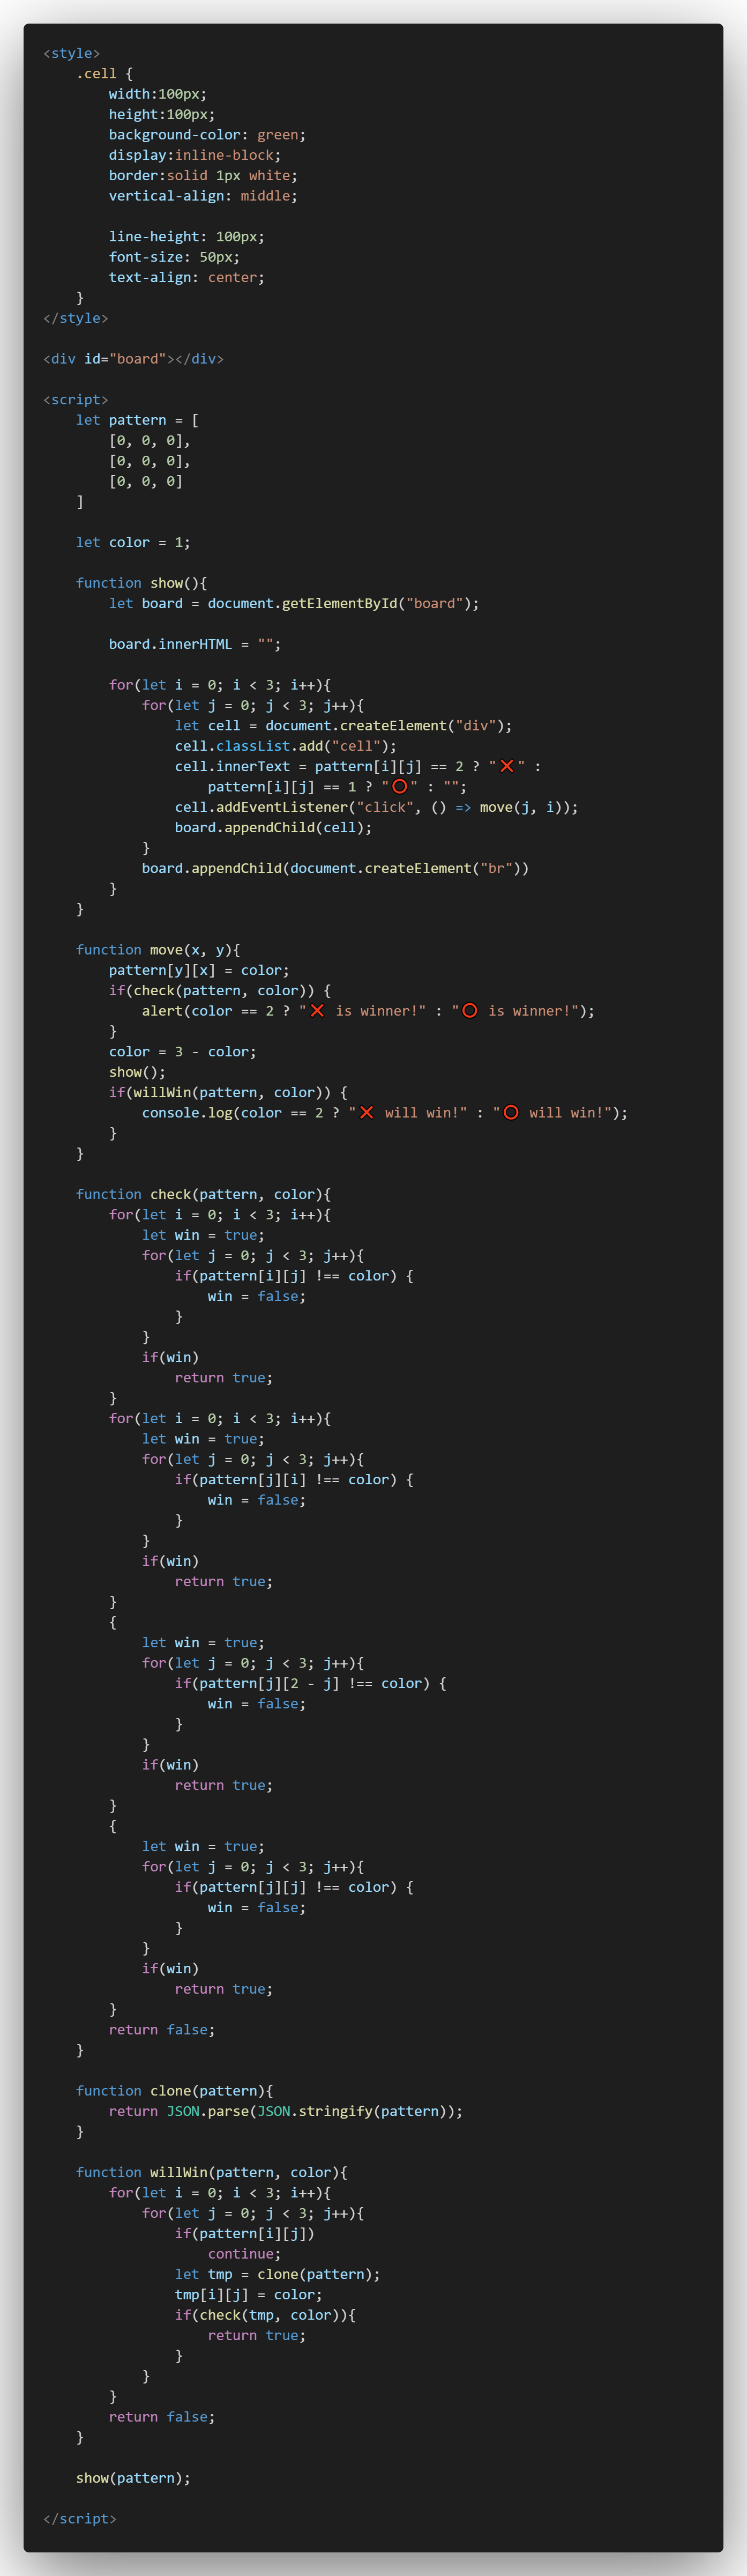 <style>
    .cell {
        width:100px;
        height:100px;
        background-color: green;
        display:inline-block;
        border:solid 1px white;
        vertical-align: middle;

        line-height: 100px;
        font-size: 50px;
        text-align: center;
    }
</style>

<div id="board"></div>

<script>
    let pattern = [
        [0, 0, 0],
        [0, 0, 0],
        [0, 0, 0]
    ]

    let color = 1;

    function show(){
        let board = document.getElementById("board");

        board.innerHTML = "";

        for(let i = 0; i < 3; i++){
            for(let j = 0; j < 3; j++){
                let cell = document.createElement("div");
                cell.classList.add("cell");
                cell.innerText = pattern[i][j] == 2 ? "❌" :
                    pattern[i][j] == 1 ? "⭕" : "";
                cell.addEventListener("click", () => move(j, i));
                board.appendChild(cell);
            }
            board.appendChild(document.createElement("br"))
        }
    }

    function move(x, y){
        pattern[y][x] = color;
        if(check(pattern, color)) {
            alert(color == 2 ? "❌ is winner!" : "⭕ is winner!");
        }
        color = 3 - color;
        show();
        if(willWin(pattern, color)) {
            console.log(color == 2 ? "❌ will win!" : "⭕ will win!");
        }
    }

    function check(pattern, color){
        for(let i = 0; i < 3; i++){
            let win = true;
            for(let j = 0; j < 3; j++){
                if(pattern[i][j] !== color) {
                    win = false;
                }
            }
            if(win)
                return true;
        }
        for(let i = 0; i < 3; i++){
            let win = true;
            for(let j = 0; j < 3; j++){
                if(pattern[j][i] !== color) {
                    win = false;
                }
            }
            if(win)
                return true;
        }
        {
            let win = true;
            for(let j = 0; j < 3; j++){
                if(pattern[j][2 - j] !== color) {
                    win = false;
                }
            }
            if(win)
                return true;
        }
        {
            let win = true;
            for(let j = 0; j < 3; j++){
                if(pattern[j][j] !== color) {
                    win = false;
                }
            }
            if(win)
                return true;
        }
        return false;
    }

    function clone(pattern){
        return JSON.parse(JSON.stringify(pattern));
    }

    function willWin(pattern, color){
        for(let i = 0; i < 3; i++){
            for(let j = 0; j < 3; j++){
                if(pattern[i][j])
                    continue;
                let tmp = clone(pattern);
                tmp[i][j] = color;
                if(check(tmp, color)){
                    return true;
                }
            }
        }
        return false;
    }

    show(pattern);

</script>